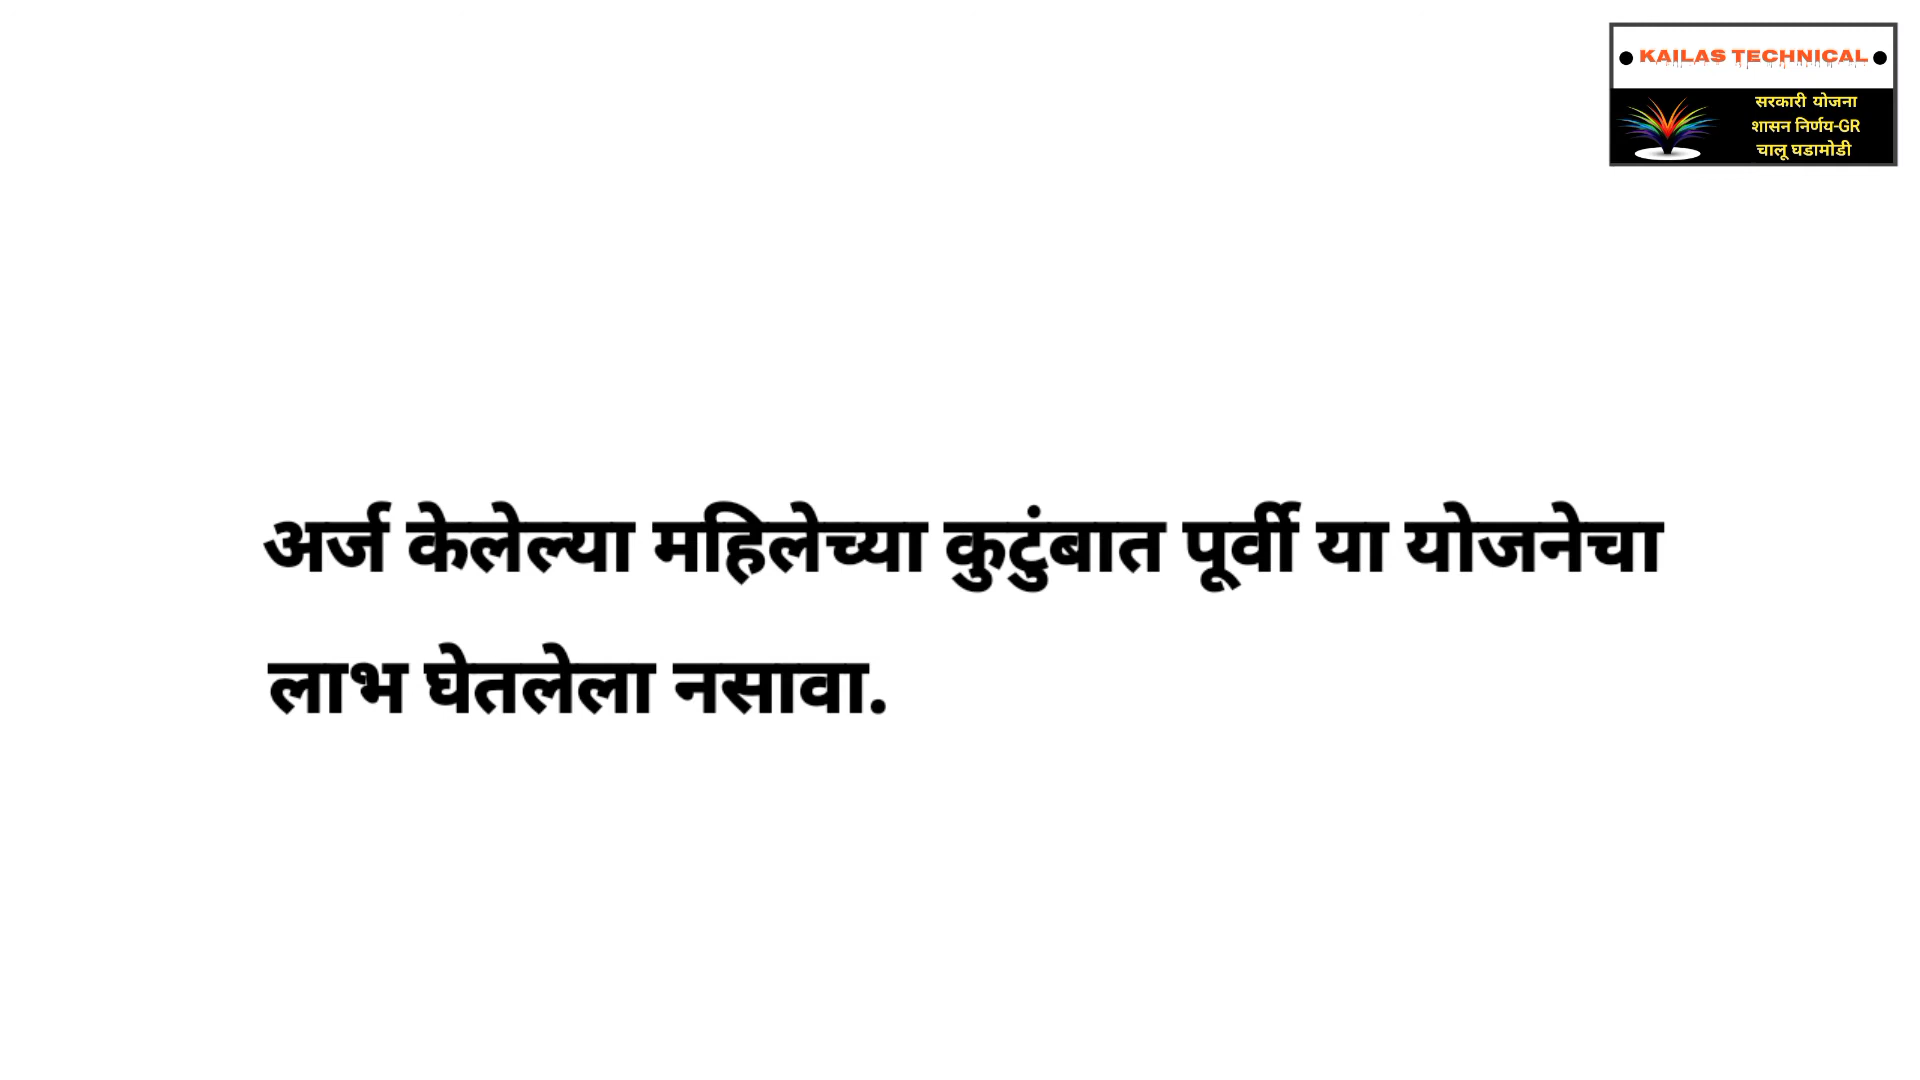 KAILAS TECHNICAL
सरकारी योजना
शासन निर्णय-GR
चालू घडामोडी
अर्ज केलेल्या महिलेच्या कुटुंबात पूर्वी या योजनेचा
लाभ घेतलेला नसावा.